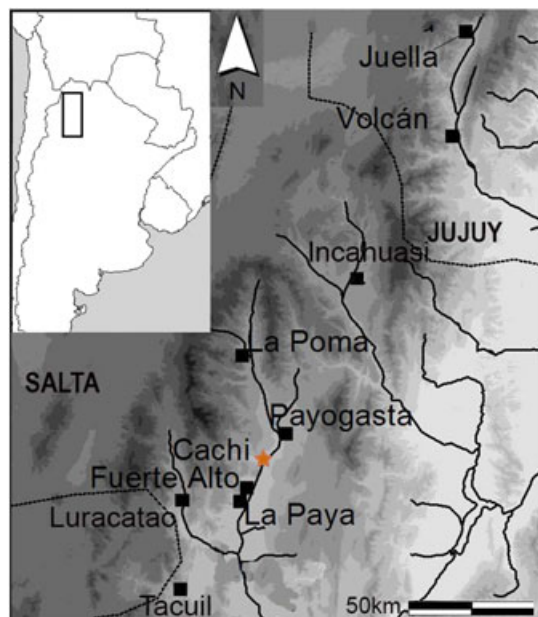 Juella
N
Volcán
JUJUY
Incahuasi
La Poma
SALTA
Payogasta
Cachi
Fuerte Alto
Luracatao
La Paya
Tacuil
50km